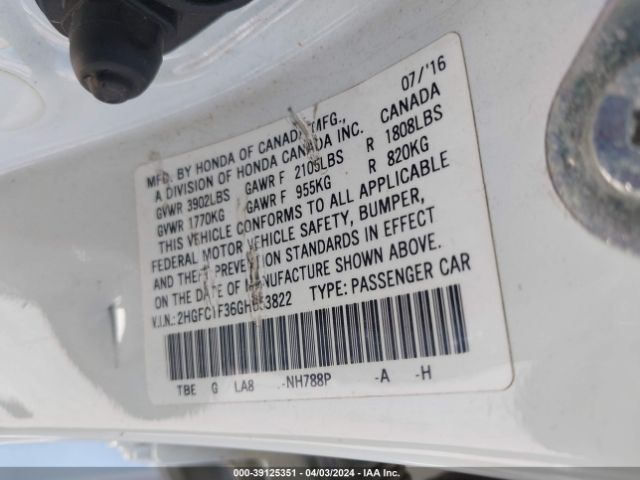 07/'16
MFG. BY HONDA OF CANADA MFG.,
A DIVISION OF HONDA CANADA INC. CANADA
GVWR 3902LBS GAWR F 2105LBS R 1808LBS
GVWR 1770KG GAWR F 955KG R 820KG
THIS VEHICLE CONFORMS TO ALL APPLICABLE
FEDERAL MOTOR VEHICLE SAFETY, BUMPER,
AND THEFT PREVENTION STANDARDS IN EFFECT
ON THE DATE OF MANUFACTURE SHOWN ABOVE.
V.I.N.: TYPE: PASSENGER CAR
TBE G LA8 .-NH788P -A -H
000-39125351 - 04/03/2024 - IAA Inc.